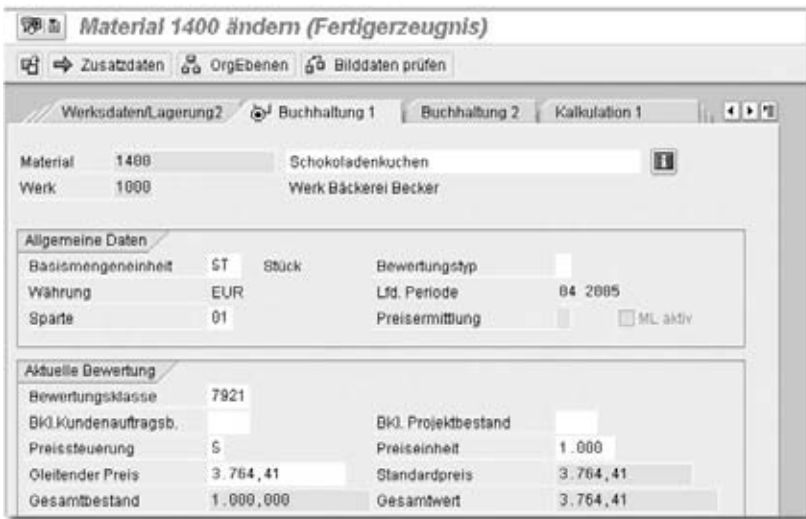 Material 1400 ändern (Fertigerzeugnis)
Zusatzdaten OrgEbenen Bilddaten prüfen
Werksdaten/Lagerung2 Buchhaltung 1 Buchhaltung 2 Kalkulation 1
Material 1400 Schokoladenkuchen
Werk 1000 Werk Bäckerei Becker
Allgemeine Daten
Basismengeneinheit ST Stück Bewertungstyp
Währung EUR Lfd. Periode 04 2005
Sparte 01 Preisermittlung ML aktiv
Aktuelle Bewertung
Bewertungsklasse 7921
BKl.Kundenauftragsb. BKl. Projektbestand
Preissteuerung S Preiseinheit 1.000
Gleitender Preis 3.764,41 Standardpreis 3.764,41
Gesamtbestand 1.000,000 Gesamtwert 3.764,41